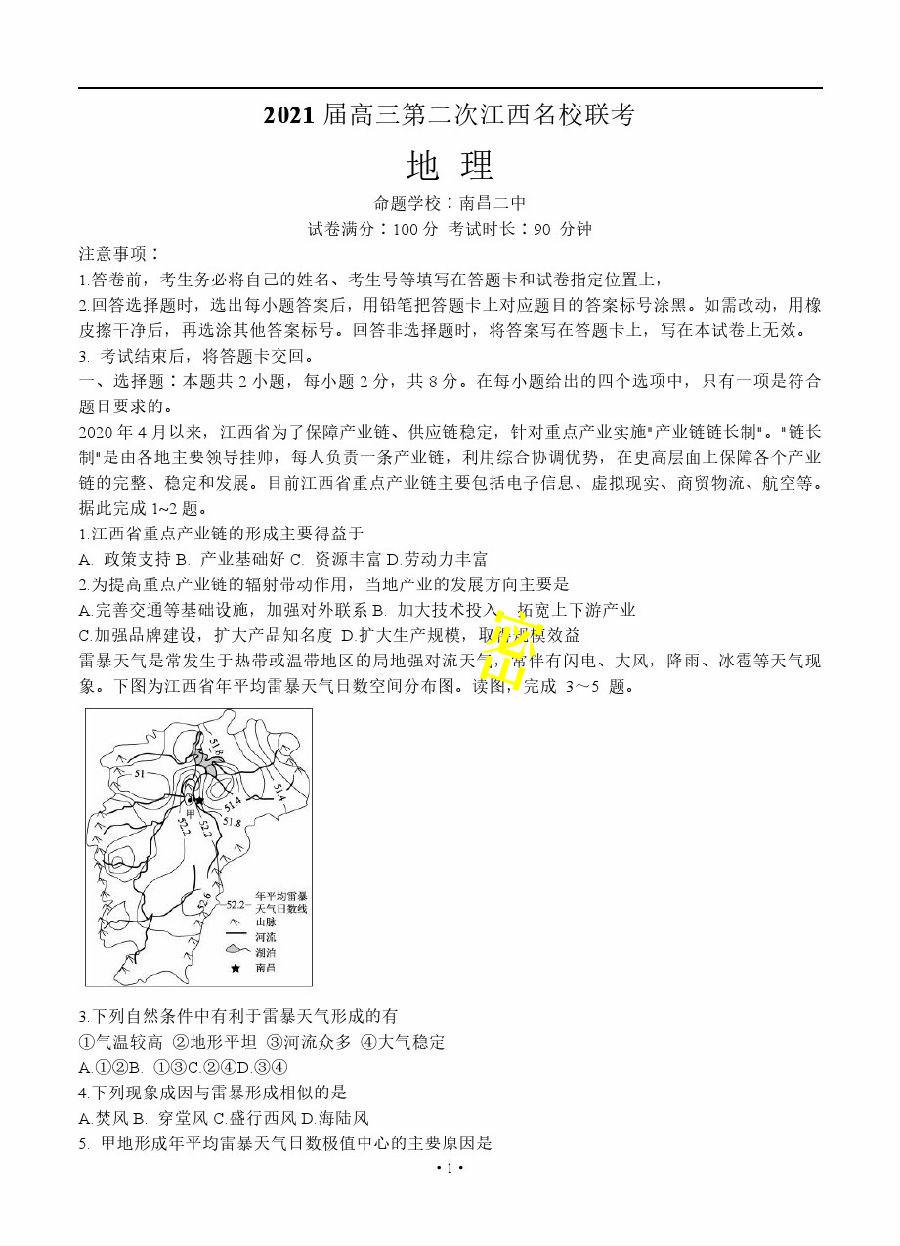 2021 届高三第二次江西名校联考
地 理
命题学校：南昌二中
试卷满分：100 分 考试时长：90 分钟
注意事项：
1.答卷前，考生务必将自己的姓名、考生号等填写在答题卡和试卷指定位置上，
2.回答选择题时，选出每小题答案后，用铅笔把答题卡上对应题目的答案标号涂黑。如需改动，用橡
皮擦干净后，再选涂其他答案标号。回答非选择题时，将答案写在答题卡上，写在本试卷上无效。
3. 考试结束后，将答题卡交回。
一、选择题：本题共 2 小题，每小题 2 分，共 8 分。在每小题给出的四个选项中，只有一项是符合
题目要求的。
2020 年 4 月以来，江西省为了保障产业链、供应链稳定，针对重点产业实施"产业链链长制"。"链长
制"是由各地主要领导挂帅，每人负责一条产业链，利用综合协调优势，在更高层面上保障各个产业
链的完整、稳定和发展。目前江西省重点产业链主要包括电子信息、虚拟现实、商贸物流、航空等。
据此完成 1~2 题。
1.江西省重点产业链的形成主要得益于
A. 政策支持 B. 产业基础好 C. 资源丰富 D.劳动力丰富
2.为提高重点产业链的辐射带动作用，当地产业的发展方向主要是
A.完善交通等基础设施，加强对外联系 B. 加大技术投入，拓宽上下游产业
C.加强品牌建设，扩大产品知名度 D.扩大生产规模，取得规模效益
密
出
雷暴天气是常发生于热带或温带地区的局地强对流天气，常伴有闪电、大风，降雨、冰雹等天气现
象。下图为江西省年平均雷暴天气日数空间分布图。读图，完成 3～5 题。
51.8
51
51.4
51.4
甲
52.2
52.2
51.8
52.6
52.2 年平均雷暴
天气日数线
山脉
河流
湖泊
南昌
3.下列自然条件中有利于雷暴天气形成的有
①气温较高 ②地形平坦 ③河流众多 ④大气稳定
A.①②B. ①③C.②④D.③④
4.下列现象成因与雷暴形成相似的是
A.焚风 B. 穿堂风 C.盛行西风 D.海陆风
5. 甲地形成年平均雷暴天气日数极值中心的主要原因是
• 1 •